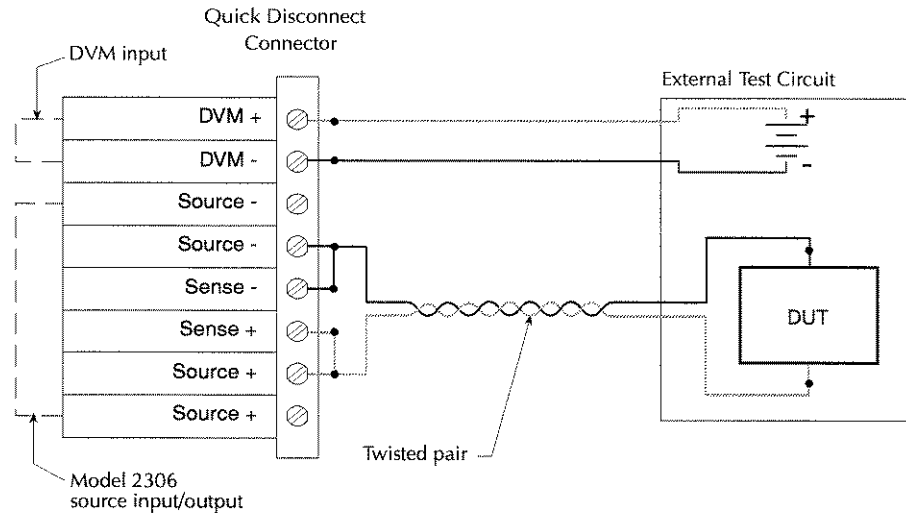 Quick Disconnect
Connector
DVM input
External Test Circuit
DVM +
DVM -
Source -
Source -
Sense -
Sense +
Source +
Source +
+
-
DUT
Twisted pair
Model 2306
source input/output